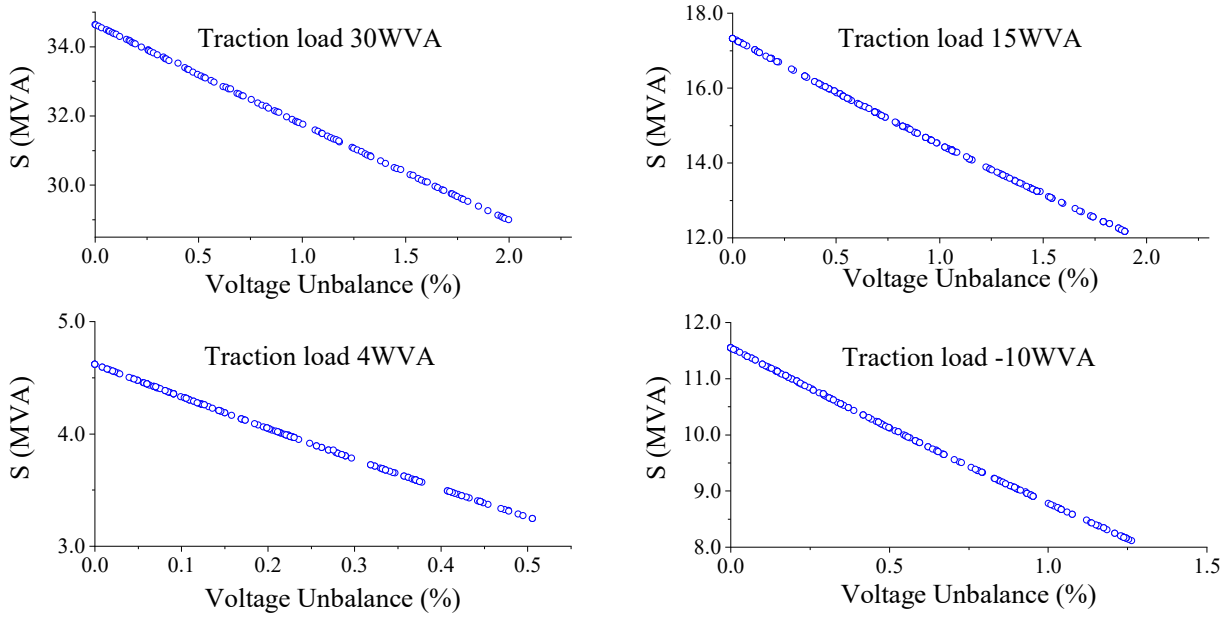 Traction load 30WVA
S (MVA)
34.0
32.0
30.0
0.0 0.5 1.0 1.5 2.0
Voltage Unbalance (%)
Traction load 15WVA
S (MVA)
18.0
16.0
14.0
12.0
0.0 0.5 1.0 1.5 2.0
Voltage Unbalance (%)
Traction load 4WVA
S (MVA)
5.0
4.0
3.0
0.0 0.1 0.2 0.3 0.4 0.5
Voltage Unbalance (%)
Traction load -10WVA
S (MVA)
12.0
11.0
10.0
9.0
8.0
0.0 0.5 1.0 1.5
Voltage Unbalance (%)